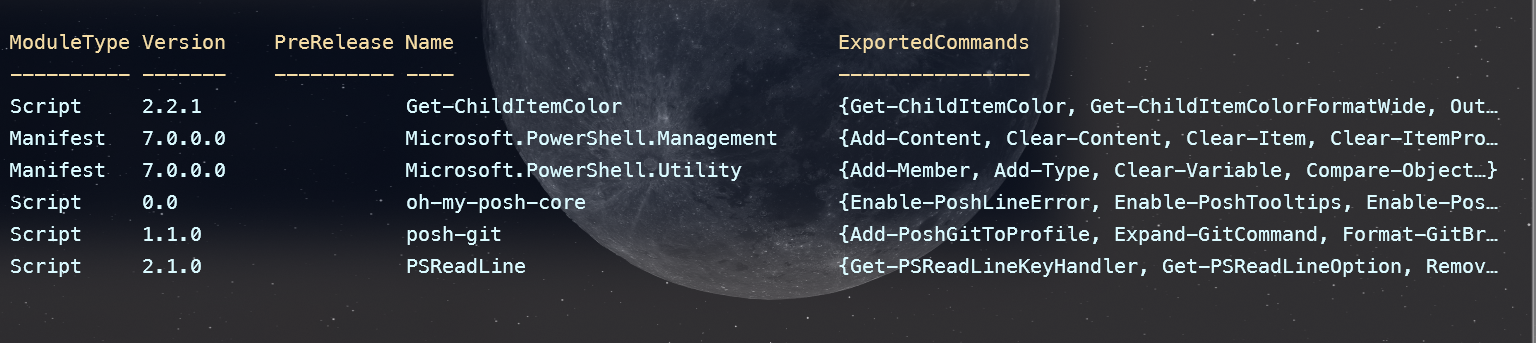 ModuleType Version    PreRelease Name                                ExportedCommands
---------- -------    ---------- ----                                ----------------
Script     2.2.1                 Get-ChildItemColor                  {Get-ChildItemColor, Get-ChildItemColorFormatWide, Out…
Manifest   7.0.0.0               Microsoft.PowerShell.Management     {Add-Content, Clear-Content, Clear-Item, Clear-ItemPro…
Manifest   7.0.0.0               Microsoft.PowerShell.Utility        {Add-Member, Add-Type, Clear-Variable, Compare-Object…}
Script     0.0                   oh-my-posh-core                     {Enable-PoshLineError, Enable-PoshTooltips, Enable-Pos…
Script     1.1.0                 posh-git                            {Add-PoshGitToProfile, Expand-GitCommand, Format-GitBr…
Script     2.1.0                 PSReadLine                          {Get-PSReadLineKeyHandler, Get-PSReadLineOption, Remov…